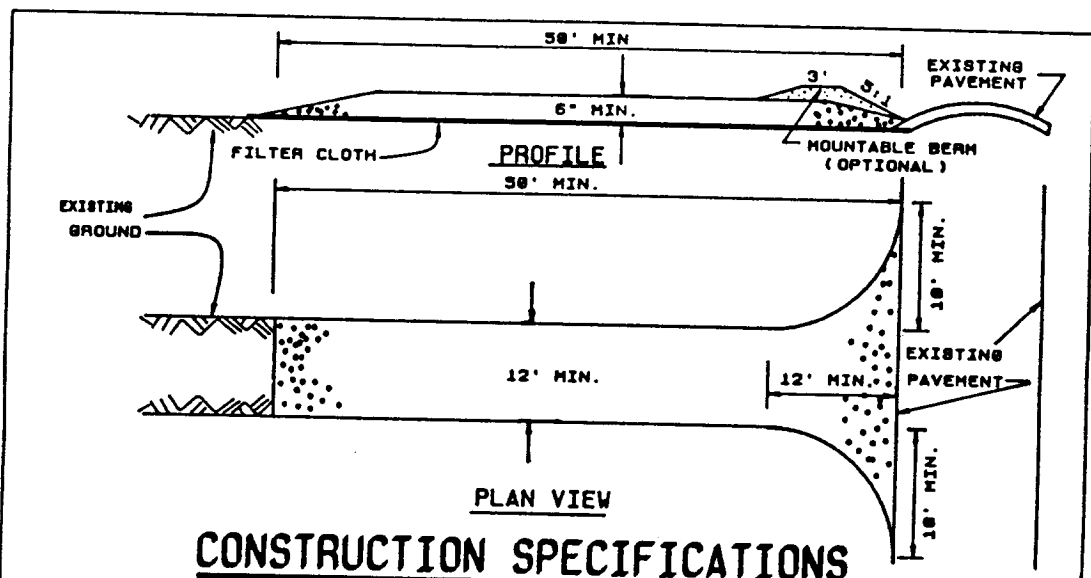 50' MIN
EXISTING
PAVEMENT
3'
5:1
6" MIN.
FILTER CLOTH
PROFILE
MOUNTABLE BERM
(OPTIONAL)
50' MIN.
EXISTING
GROUND
10' MIN.
EXISTING
PAVEMENT
12' MIN.
12' MIN.
10' MIN.
PLAN VIEW
CONSTRUCTION SPECIFICATIONS